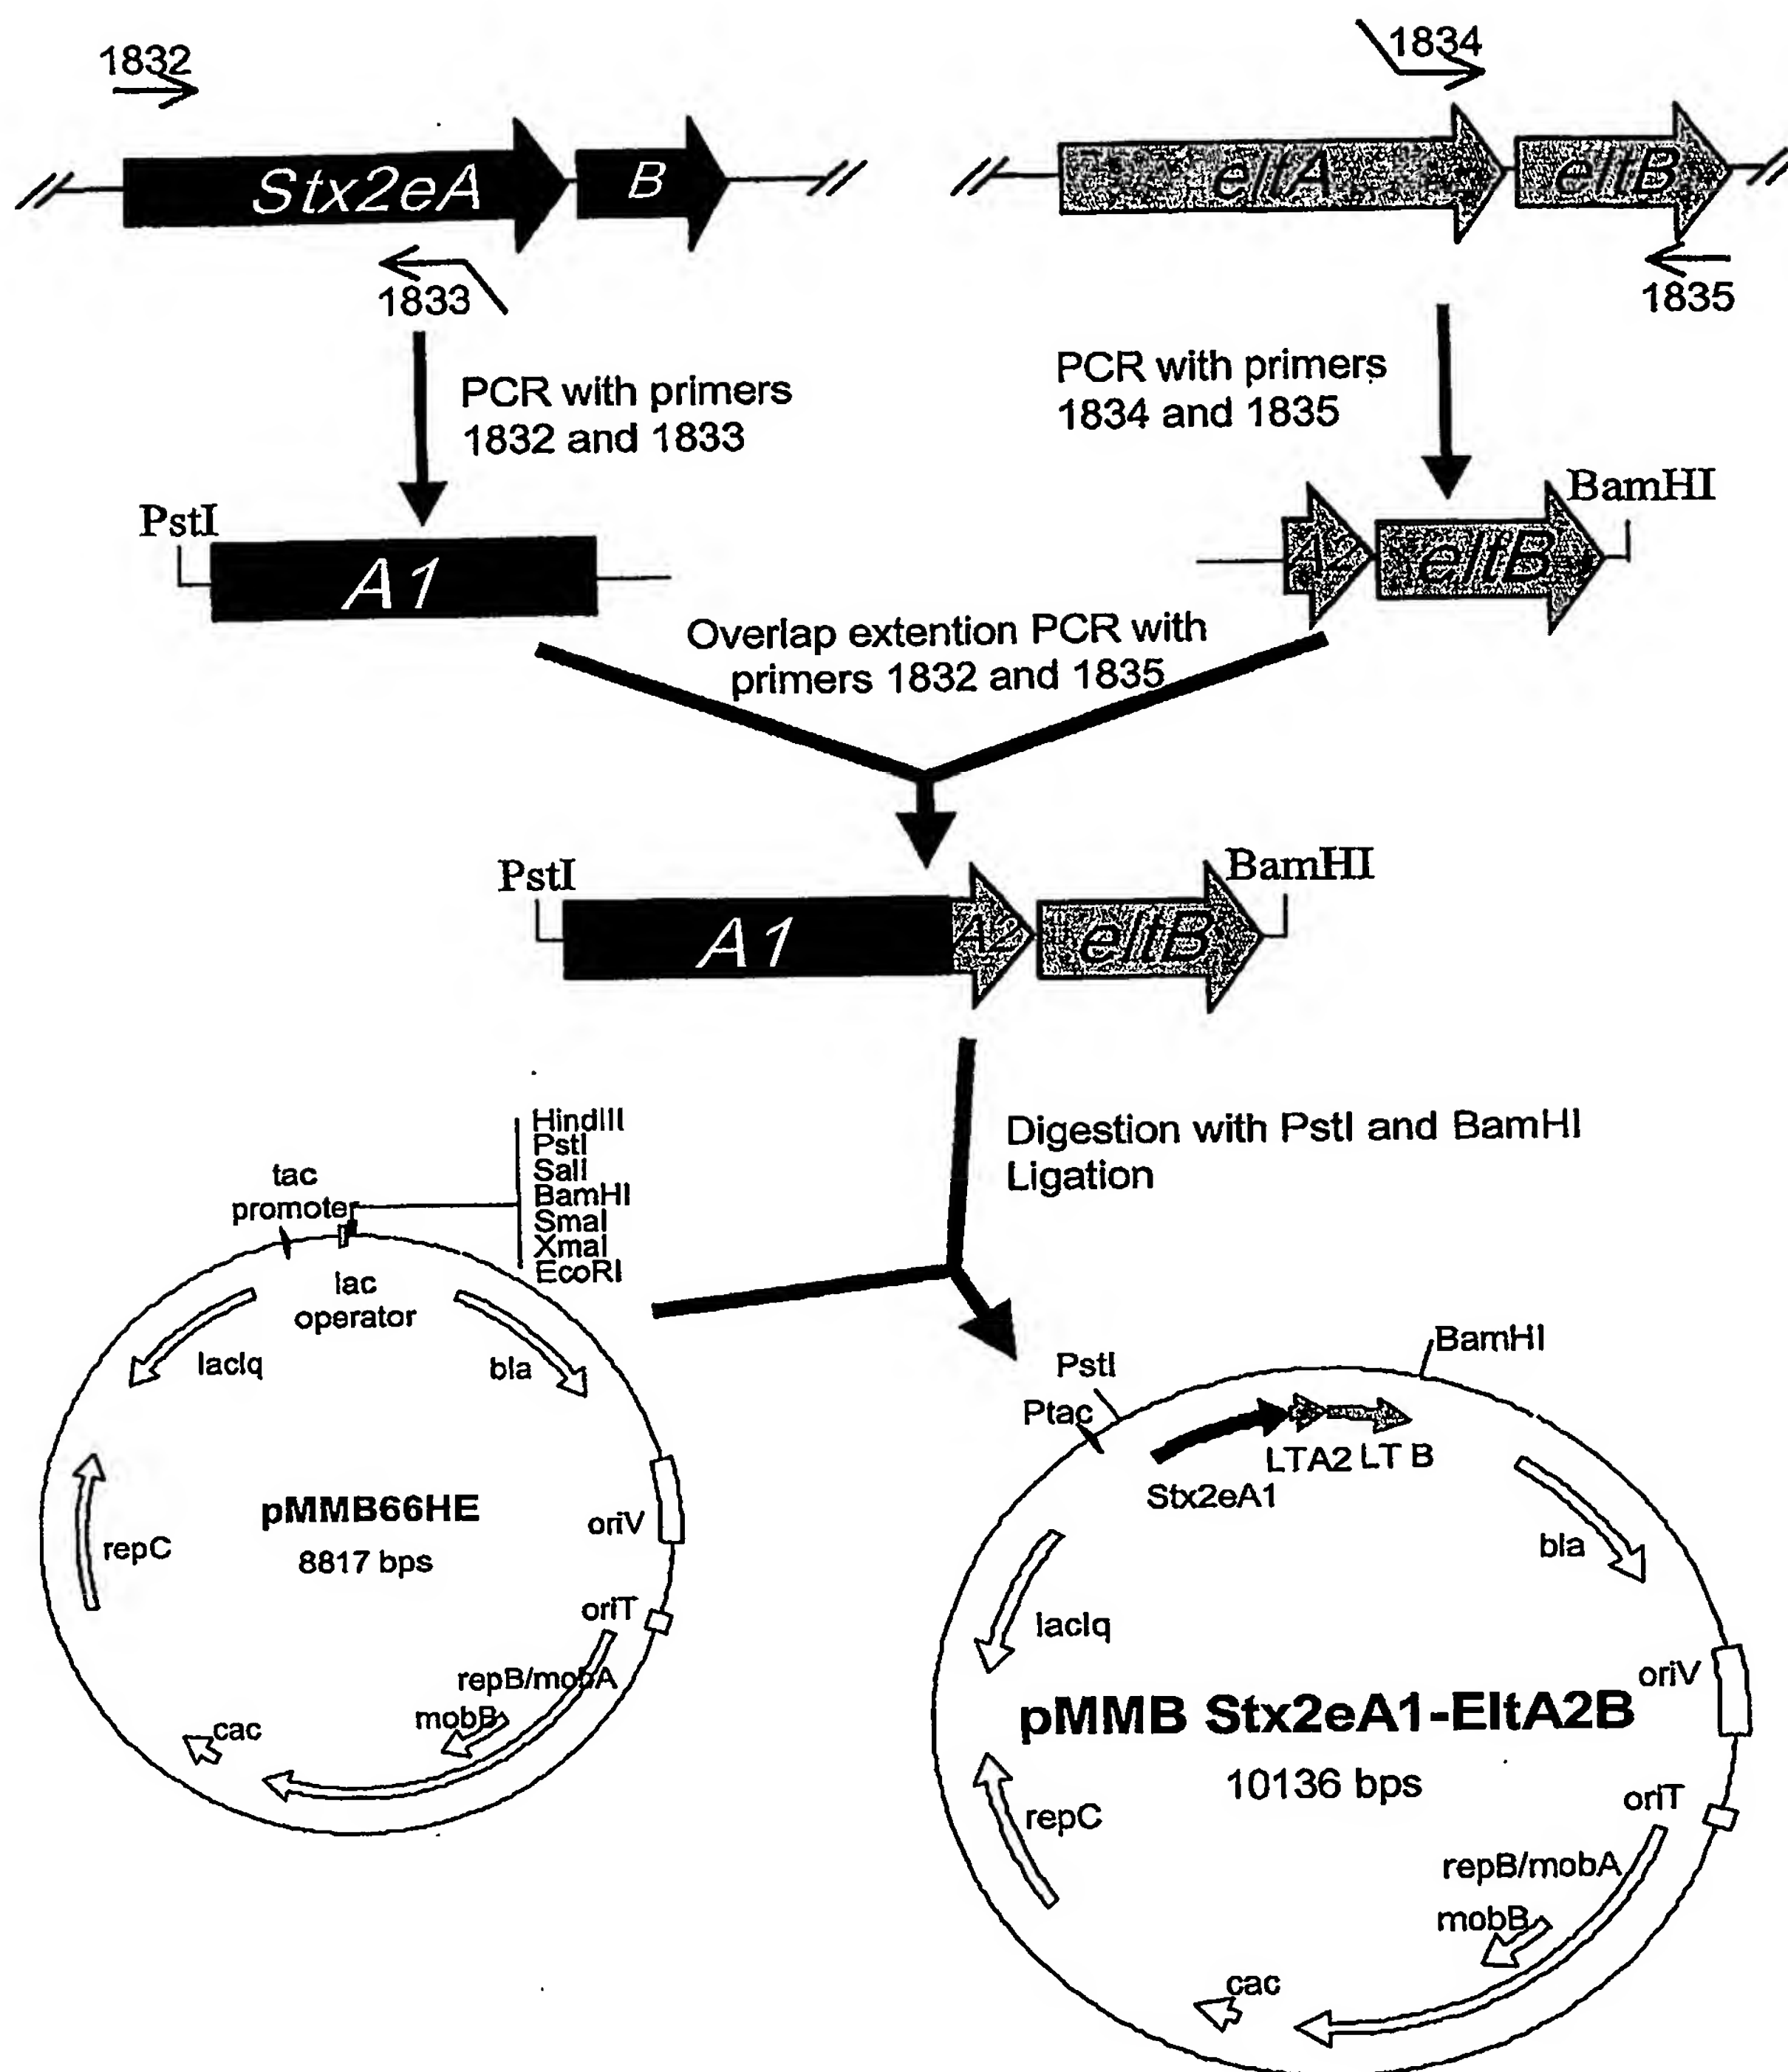 1832
1834
Stx2eA
B
eltA
eltB
1833
1835
PCR with primers
1832 and 1833
PCR with primers
1834 and 1835
PstI
BamHI
A1
A2
eltB
Overlap extention PCR with
primers 1832 and 1835
PstI
BamHI
A1
A2
eltB
Digestion with PstI and BamHI
Ligation
HindIII
PstI
SalI
BamHI
SmaI
XmaI
EcoRI
tac
promoter
lac
operator
lacIq
bla
pMMB66HE
8817 bps
repC
oriV
oriT
repB/mobA
mobB
cac
PstI
BamHI
Ptac
LTA2 LT B
Stx2eA1
bla
lacIq
oriV
pMMB Stx2eA1-EltA2B
10136 bps
repC
oriT
repB/mobA
mobB
cac